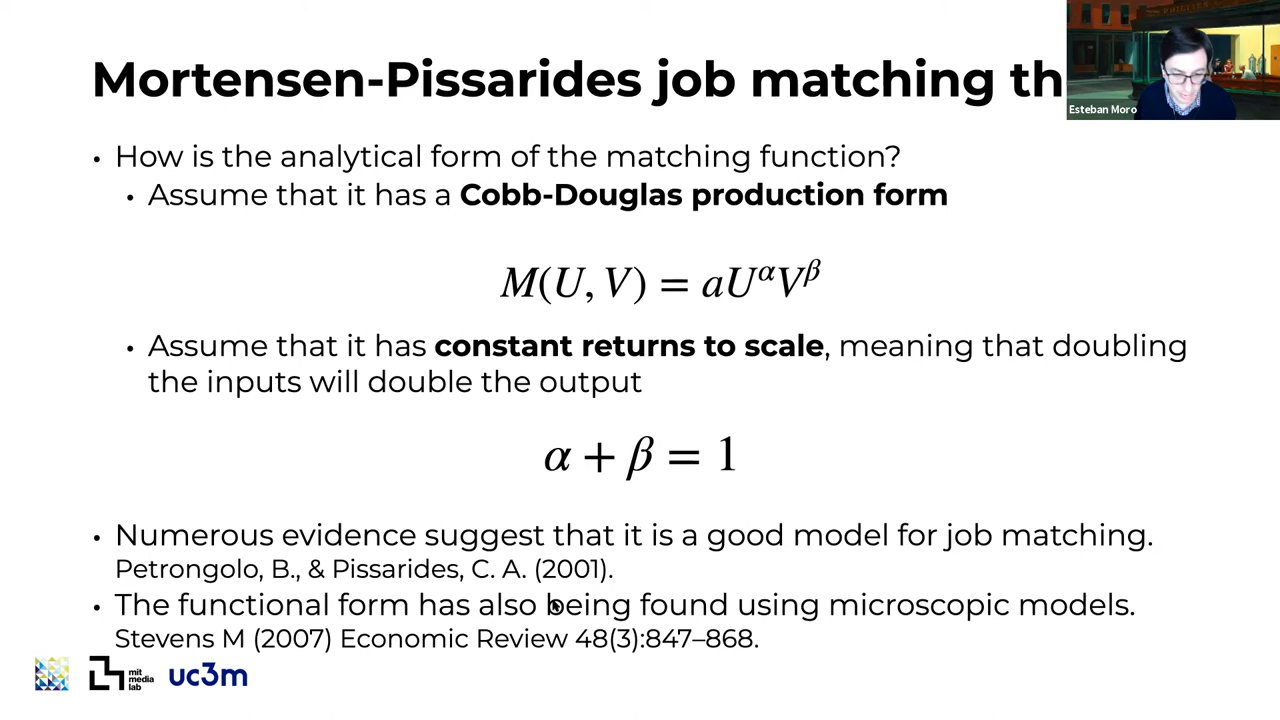 Mortensen-Pissarides job matching th
Esteban Moro
• How is the analytical form of the matching function?
• Assume that it has a Cobb-Douglas production form
M(U, V) = aU^α V^β
• Assume that it has constant returns to scale, meaning that doubling
the inputs will double the output
α + β = 1
• Numerous evidence suggest that it is a good model for job matching.
Petrongolo, B., & Pissarides, C. A. (2001).
• The functional form has also being found using microscopic models.
Stevens M (2007) Economic Review 48(3):847–868.
mit
media
lab
uc3m